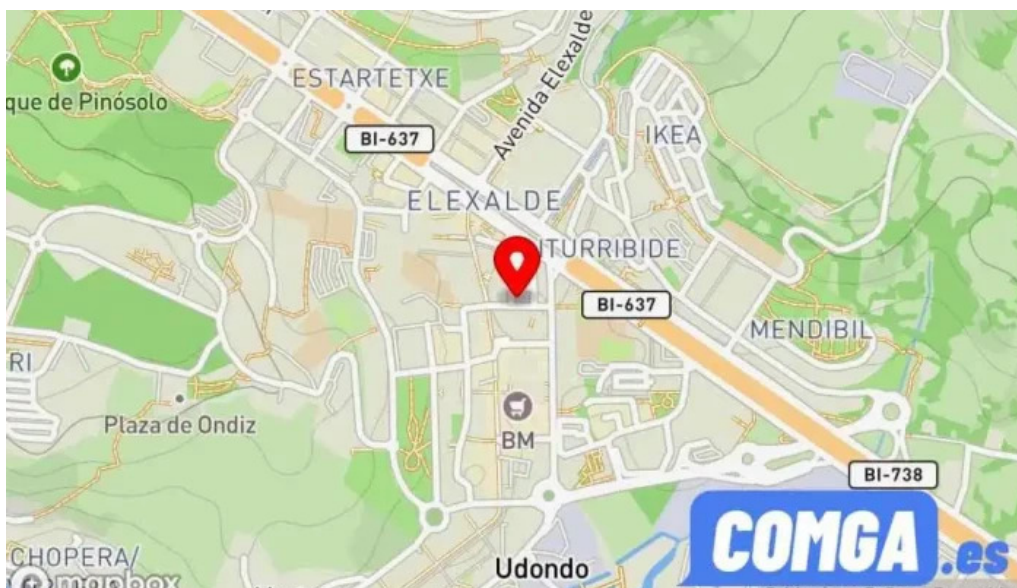 ESTARTETXE
que de Pinósolo
Avenida Elexalde
BI-637
IKEA
ELEXALDE
ITURRIBIDE
BI-637
MENDIBIL
RI
Plaza de Ondiz
BM
BI-738
COMGA.es
CHOPERA/
Udondo
mapbox